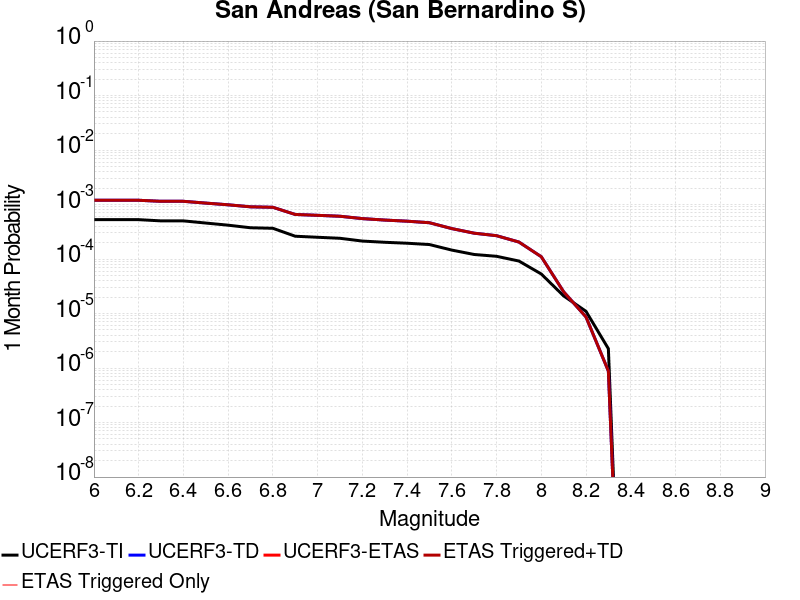 San Andreas (San Bernardino S)
10^0
10^-1
10^-2
10^-3
10^-4
10^-5
10^-6
10^-7
10^-8
1 Month Probability
6 6.2 6.4 6.6 6.8 7 7.2 7.4 7.6 7.8 8 8.2 8.4 8.6 8.8 9
Magnitude
UCERF3-TI UCERF3-TD UCERF3-ETAS ETAS Triggered+TD
ETAS Triggered Only